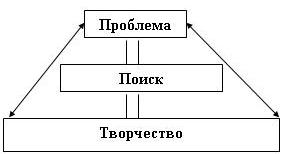 Проблема
Поиск
Творчество